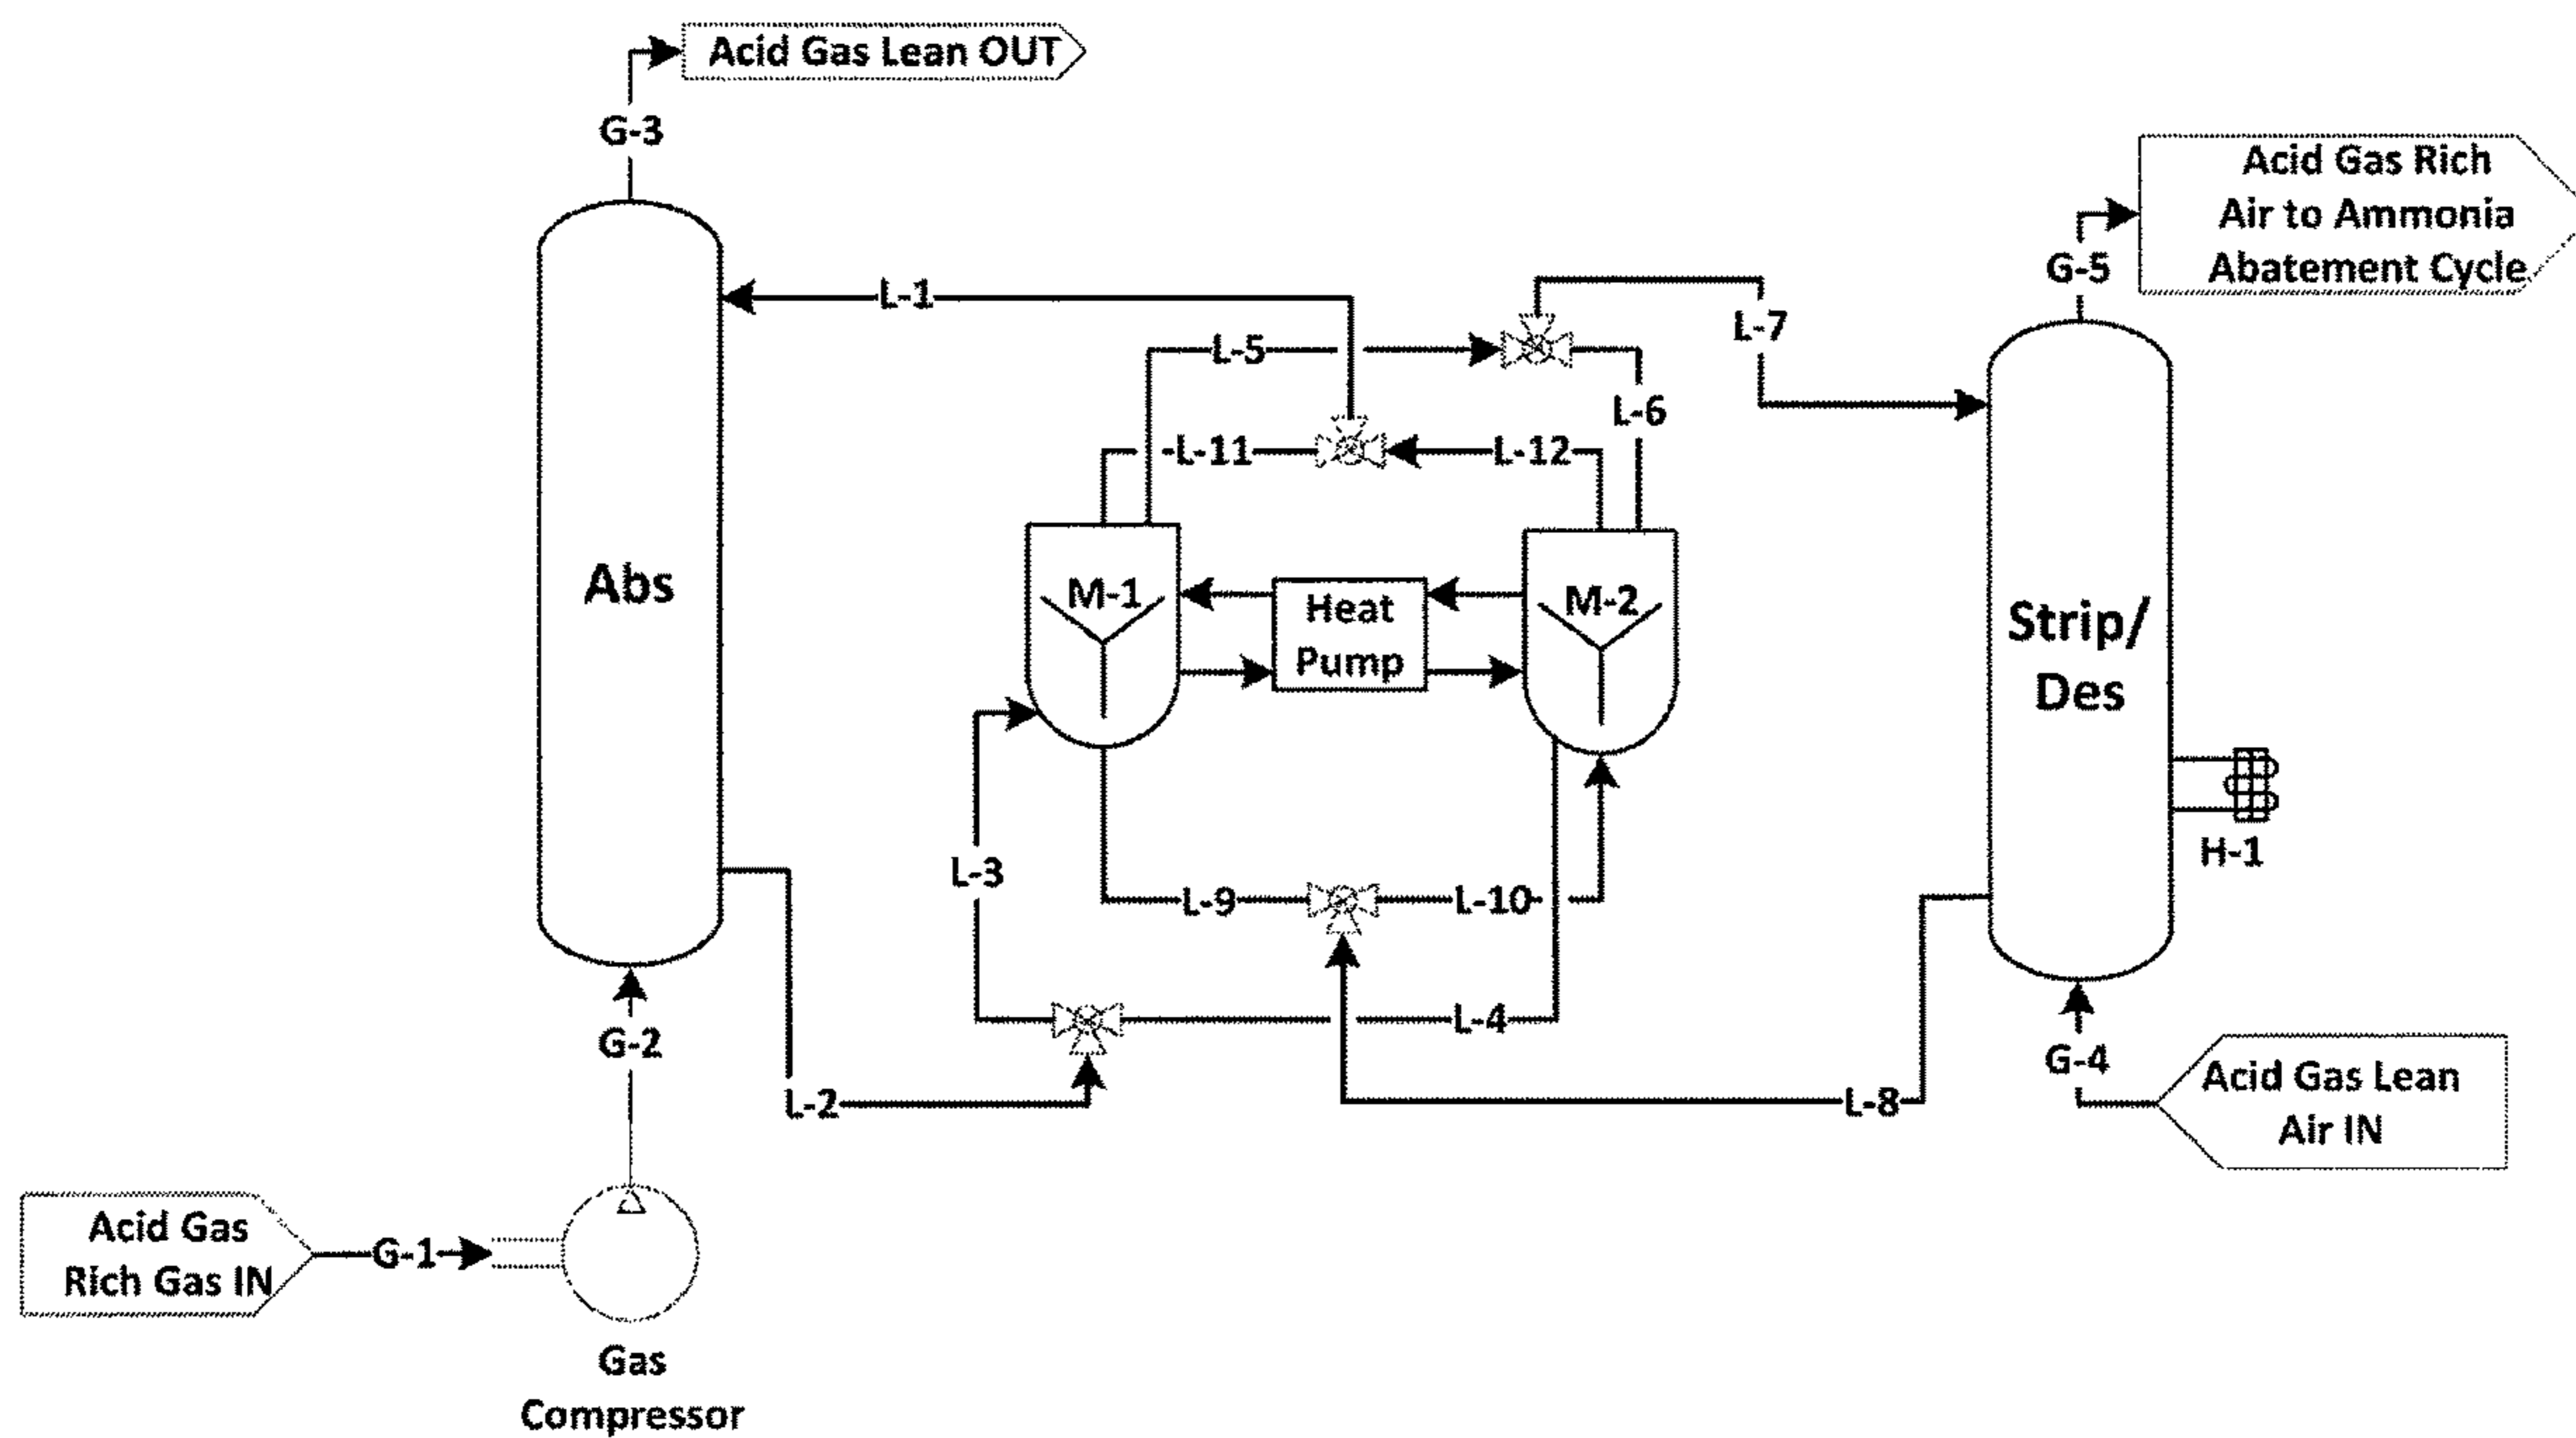 Acid Gas Lean OUT
G-3
Acid Gas Rich
Air to Ammonia
Abatement Cycle
G-5
L-1
L-7
L-5
L-6
L-11
L-12
Abs
M-1
Heat
Pump
M-2
Strip/
Des
H-1
L-3
L-9
L-10
G-2
L-4
G-4
Acid Gas Lean
Air IN
L-2
L-8
Acid Gas
Rich Gas IN
G-1
Gas
Compressor